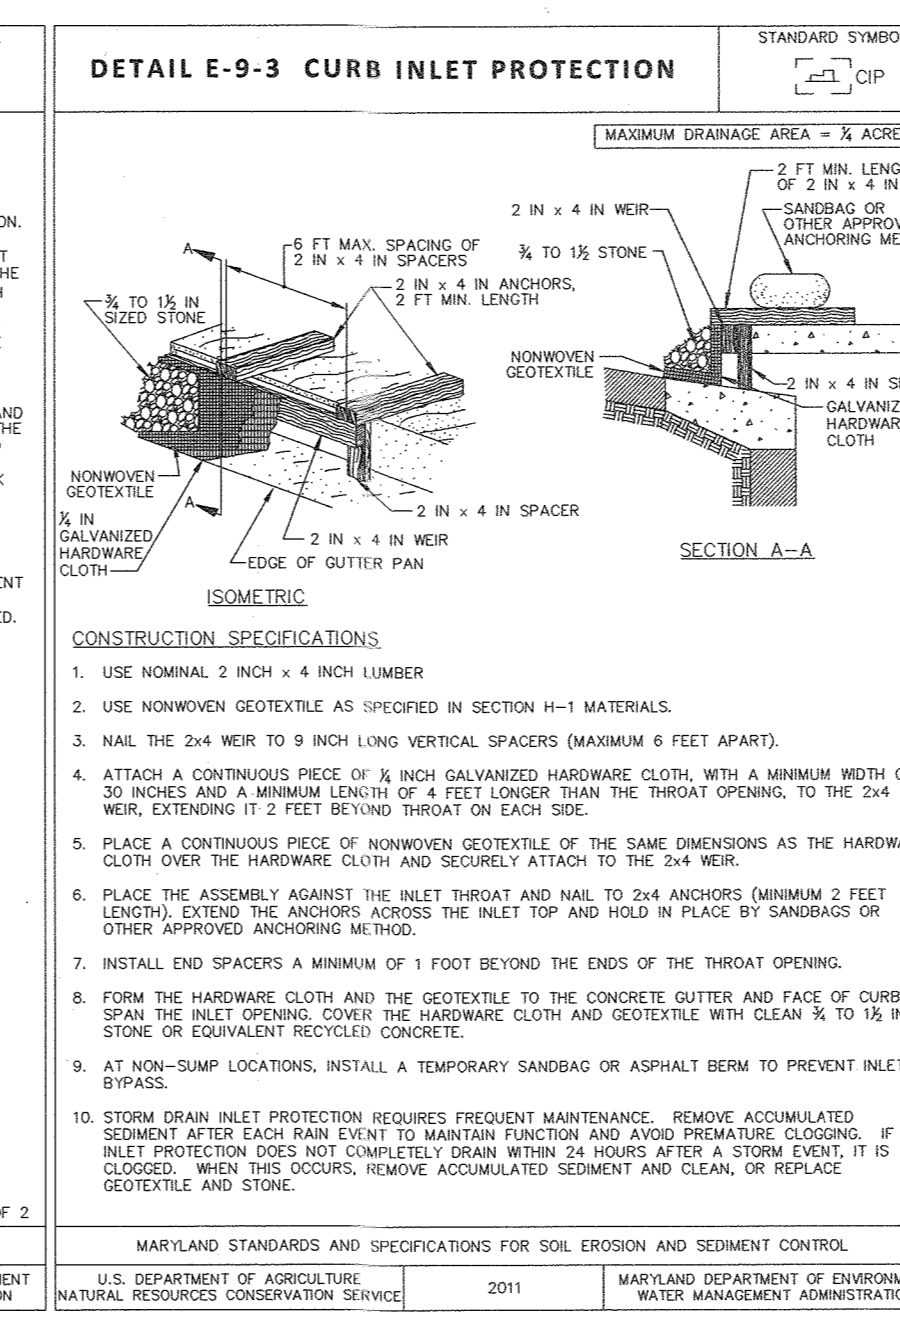 DETAIL E-9-3 CURB INLET PROTECTION
STANDARD SYMBO
CIP
MAXIMUM DRAINAGE AREA = ¼ ACRE
ON.
T
HE
H
AND
THE
K
ENT
ED.
OF 2
MENT
ON
A
6 FT MAX. SPACING OF
2 IN x 4 IN SPACERS
2 IN x 4 IN ANCHORS,
2 FT MIN. LENGTH
¾ TO 1½ IN
SIZED STONE
NONWOVEN
GEOTEXTILE
¼ IN
GALVANIZED
HARDWARE
CLOTH
A
2 IN x 4 IN SPACER
2 IN x 4 IN WEIR
EDGE OF GUTTER PAN
ISOMETRIC
2 FT MIN. LENG
OF 2 IN x 4 IN
2 IN x 4 IN WEIR
SANDBAG OR
OTHER APPROV
ANCHORING ME
¾ TO 1½ STONE
NONWOVEN
GEOTEXTILE
2 IN x 4 IN S
GALVANIZ
HARDWAR
CLOTH
SECTION A-A
CONSTRUCTION SPECIFICATIONS
1. USE NOMINAL 2 INCH x 4 INCH LUMBER
2. USE NONWOVEN GEOTEXTILE AS SPECIFIED IN SECTION H-1 MATERIALS.
3. NAIL THE 2x4 WEIR TO 9 INCH LONG VERTICAL SPACERS (MAXIMUM 6 FEET APART).
4. ATTACH A CONTINUOUS PIECE OF ¼ INCH GALVANIZED HARDWARE CLOTH, WITH A MINIMUM WIDTH O
30 INCHES AND A MINIMUM LENGTH OF 4 FEET LONGER THAN THE THROAT OPENING, TO THE 2x4
WEIR, EXTENDING IT 2 FEET BEYOND THROAT ON EACH SIDE.
5. PLACE A CONTINUOUS PIECE OF NONWOVEN GEOTEXTILE OF THE SAME DIMENSIONS AS THE HARDWA
CLOTH OVER THE HARDWARE CLOTH AND SECURELY ATTACH TO THE 2x4 WEIR.
6. PLACE THE ASSEMBLY AGAINST THE INLET THROAT AND NAIL TO 2x4 ANCHORS (MINIMUM 2 FEET
LENGTH). EXTEND THE ANCHORS ACROSS THE INLET TOP AND HOLD IN PLACE BY SANDBAGS OR
OTHER APPROVED ANCHORING METHOD.
7. INSTALL END SPACERS A MINIMUM OF 1 FOOT BEYOND THE ENDS OF THE THROAT OPENING.
8. FORM THE HARDWARE CLOTH AND THE GEOTEXTILE TO THE CONCRETE GUTTER AND FACE OF CURB
SPAN THE INLET OPENING. COVER THE HARDWARE CLOTH AND GEOTEXTILE WITH CLEAN ¾ TO 1½ IN
STONE OR EQUIVALENT RECYCLED CONCRETE.
9. AT NON-SUMP LOCATIONS, INSTALL A TEMPORARY SANDBAG OR ASPHALT BERM TO PREVENT INLET
BYPASS.
10. STORM DRAIN INLET PROTECTION REQUIRES FREQUENT MAINTENANCE. REMOVE ACCUMULATED
SEDIMENT AFTER EACH RAIN EVENT TO MAINTAIN FUNCTION AND AVOID PREMATURE CLOGGING. IF
INLET PROTECTION DOES NOT COMPLETELY DRAIN WITHIN 24 HOURS AFTER A STORM EVENT, IT IS
CLOGGED. WHEN THIS OCCURS, REMOVE ACCUMULATED SEDIMENT AND CLEAN, OR REPLACE
GEOTEXTILE AND STONE.
MARYLAND STANDARDS AND SPECIFICATIONS FOR SOIL EROSION AND SEDIMENT CONTROL
U.S. DEPARTMENT OF AGRICULTURE
NATURAL RESOURCES CONSERVATION SERVICE
2011
MARYLAND DEPARTMENT OF ENVIRONM
WATER MANAGEMENT ADMINISTRATIO